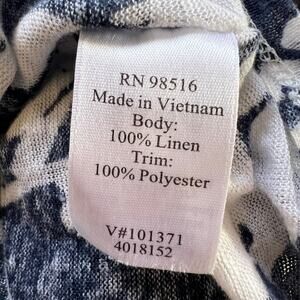 RN 98516
Made in Vietnam
Body:
100% Linen
Trim:
100% Polyester
V#101371
4018152